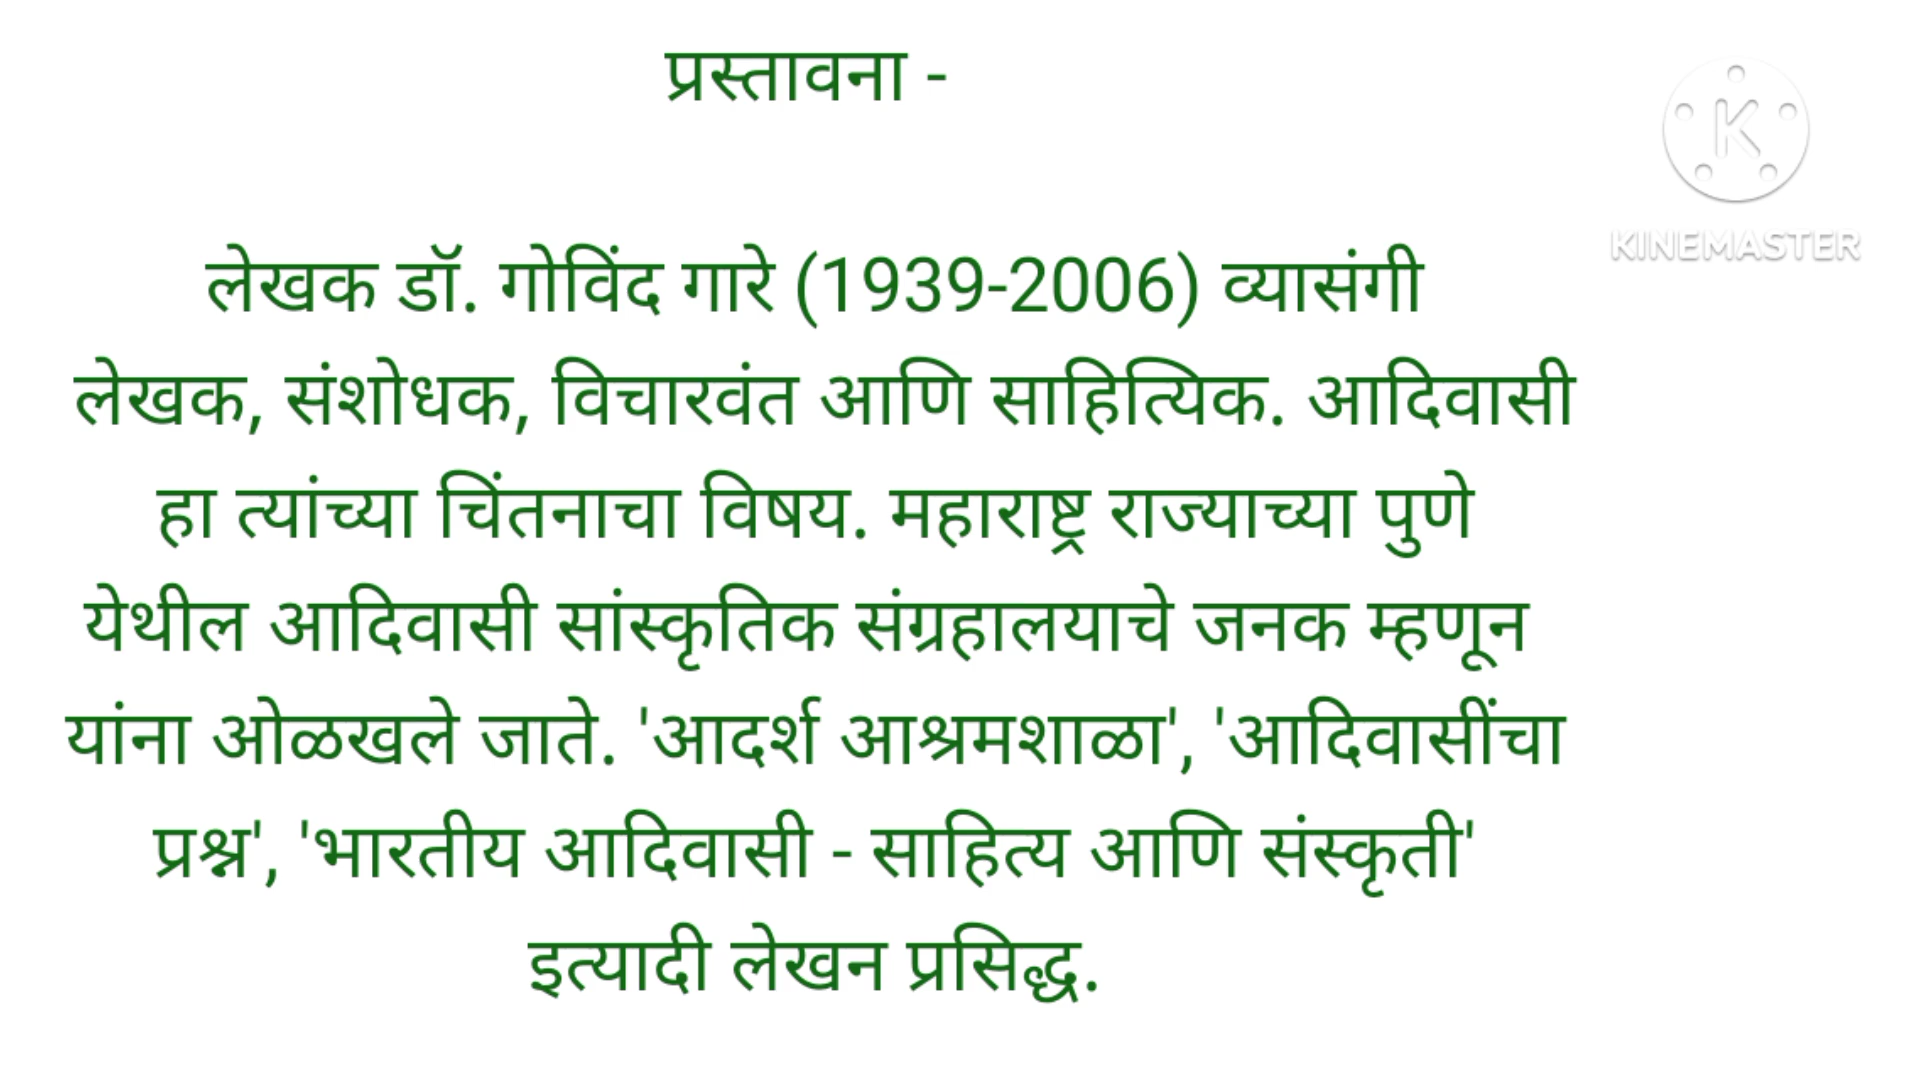 प्रस्तावना -
KINEMASTER
लेखक डॉ. गोविंद गारे (1939-2006) व्यासंगी
लेखक, संशोधक, विचारवंत आणि साहित्यिक. आदिवासी
हा त्यांच्या चिंतनाचा विषय. महाराष्ट्र राज्याच्या पुणे
येथील आदिवासी सांस्कृतिक संग्रहालयाचे जनक म्हणून
यांना ओळखले जाते. 'आदर्श आश्रमशाळा', 'आदिवासींचा
प्रश्न', 'भारतीय आदिवासी - साहित्य आणि संस्कृती'
इत्यादी लेखन प्रसिद्ध.